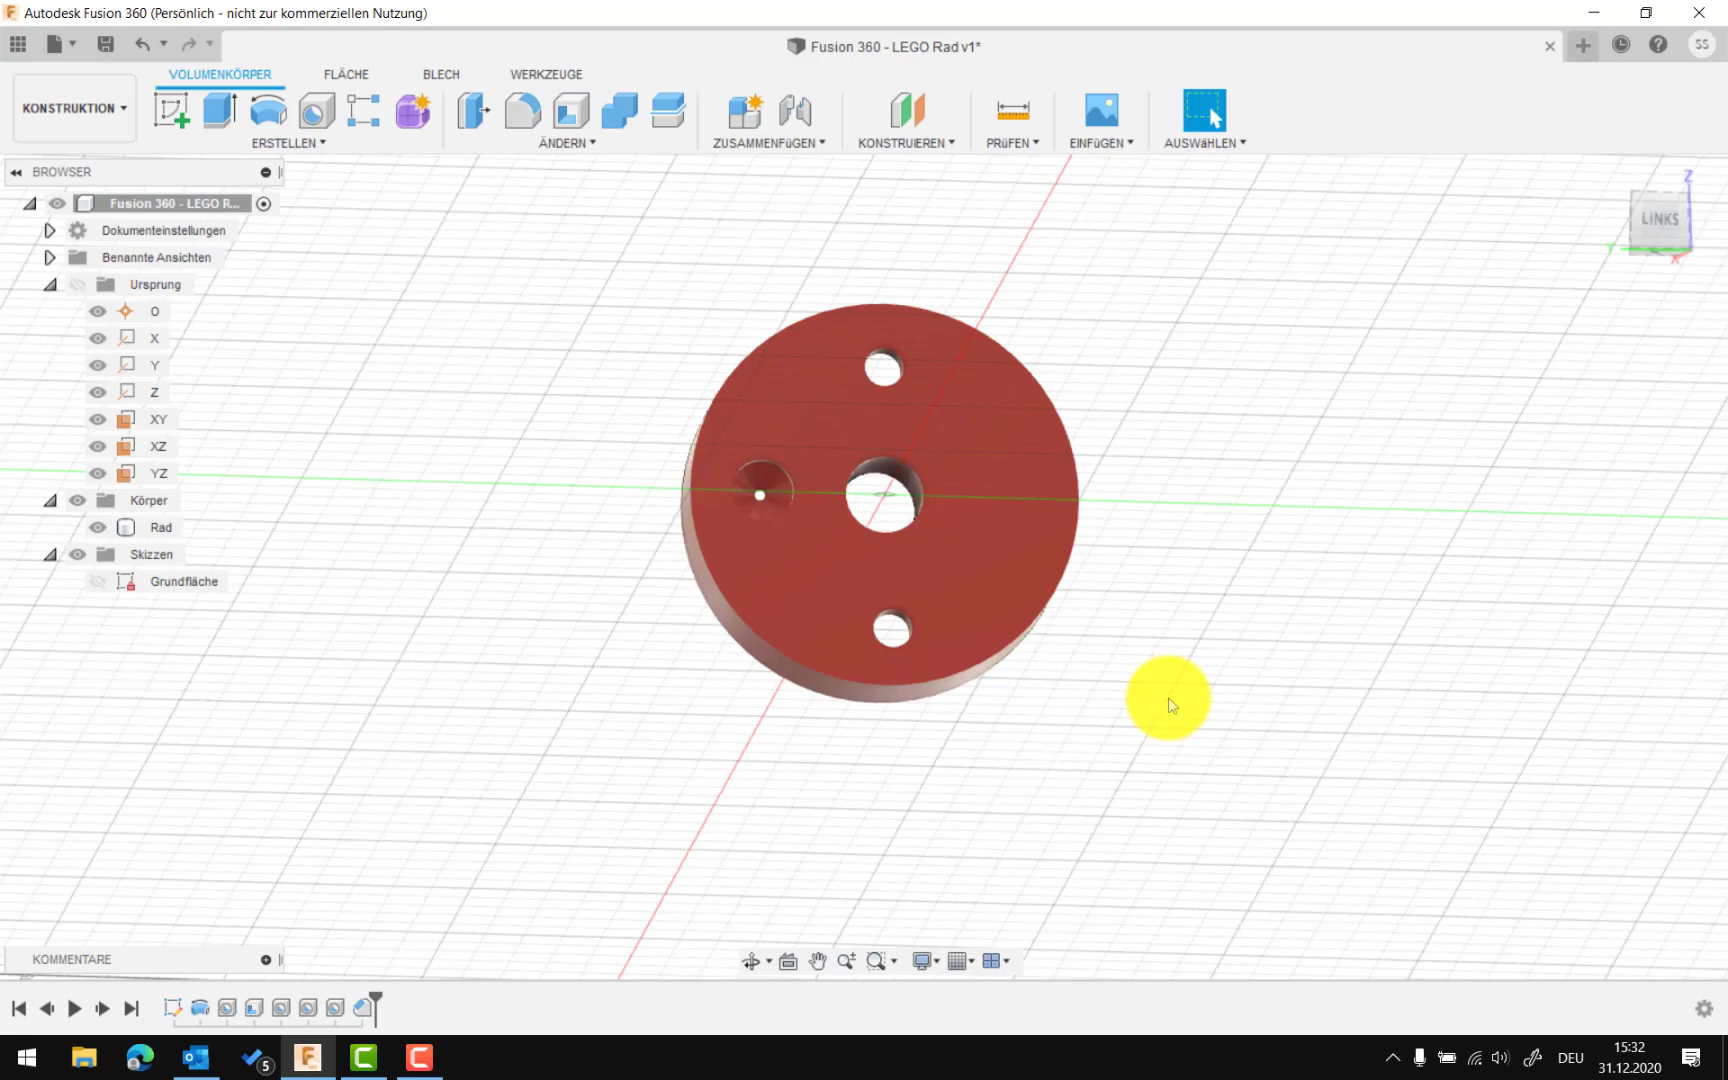 Autodesk Fusion 360 (Persönlich - nicht zur kommerziellen Nutzung)
Fusion 360 - LEGO Rad v1*
SS
VOLUMENKÖRPER
FLÄCHE
BLECH
WERKZEUGE
KONSTRUKTION
ERSTELLEN
ÄNDERN
ZUSAMMENFÜGEN
KONSTRUIEREN
PRÜFEN
EINFÜGEN
AUSWÄHLEN
BROWSER
Fusion 360 - LEGO R...
Dokumenteinstellungen
Benannte Ansichten
Ursprung
O
X
Y
Z
XY
XZ
YZ
Körper
Rad
Skizzen
Grundfläche
Z
LINKS
Y
X
KOMMENTARE
5
DEU
15:32
31.12.2020